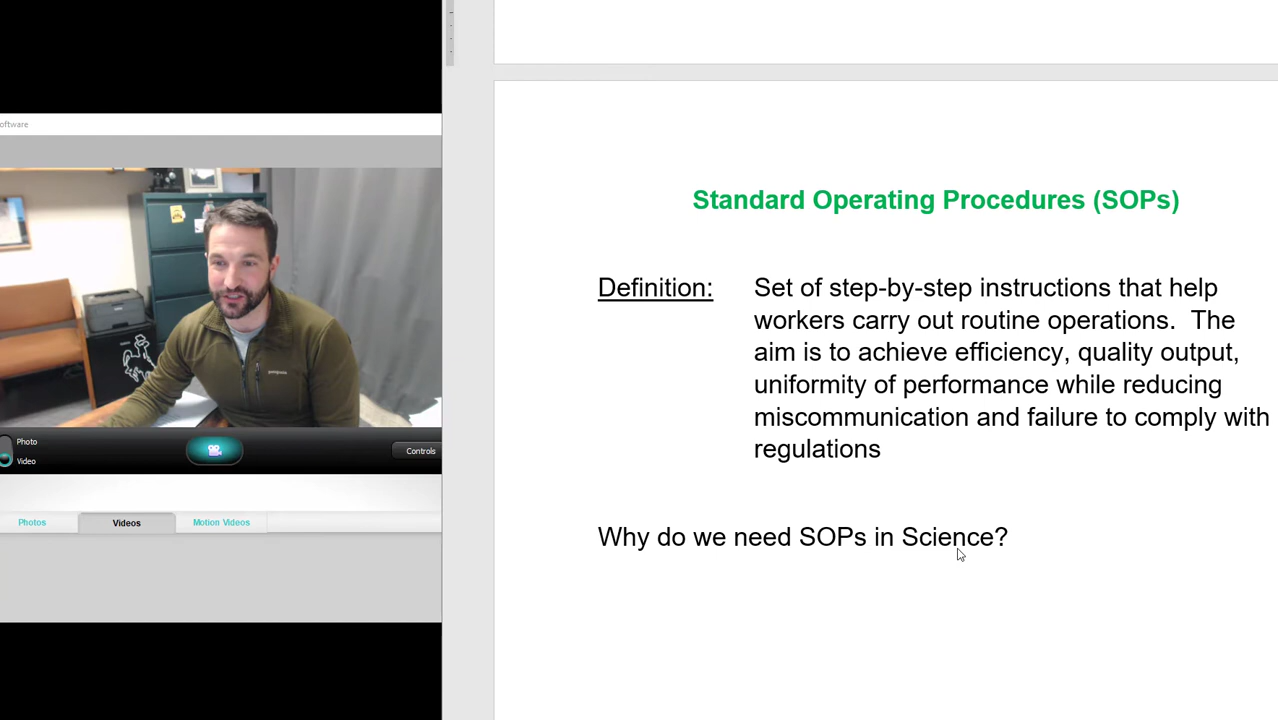 oftware
Photo
Video
Controls
Photos
Videos
Motion Videos
patagonia
Standard Operating Procedures (SOPs)
Definition: Set of step-by-step instructions that help
workers carry out routine operations. The
aim is to achieve efficiency, quality output,
uniformity of performance while reducing
miscommunication and failure to comply with
regulations
Why do we need SOPs in Science?